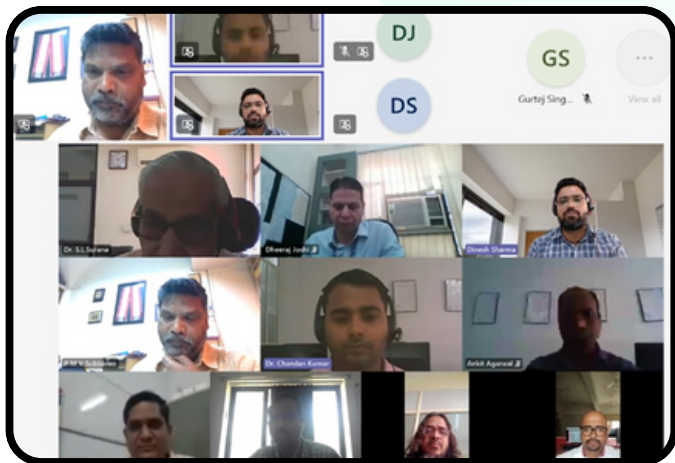 DJ
GS
Gurtej Sing...
View all
DS
Dr. S.L.Surana
Dheeraj Joshi
Dinesh Sharma
Dr. Chandan Kumar
Ankit Agarwal